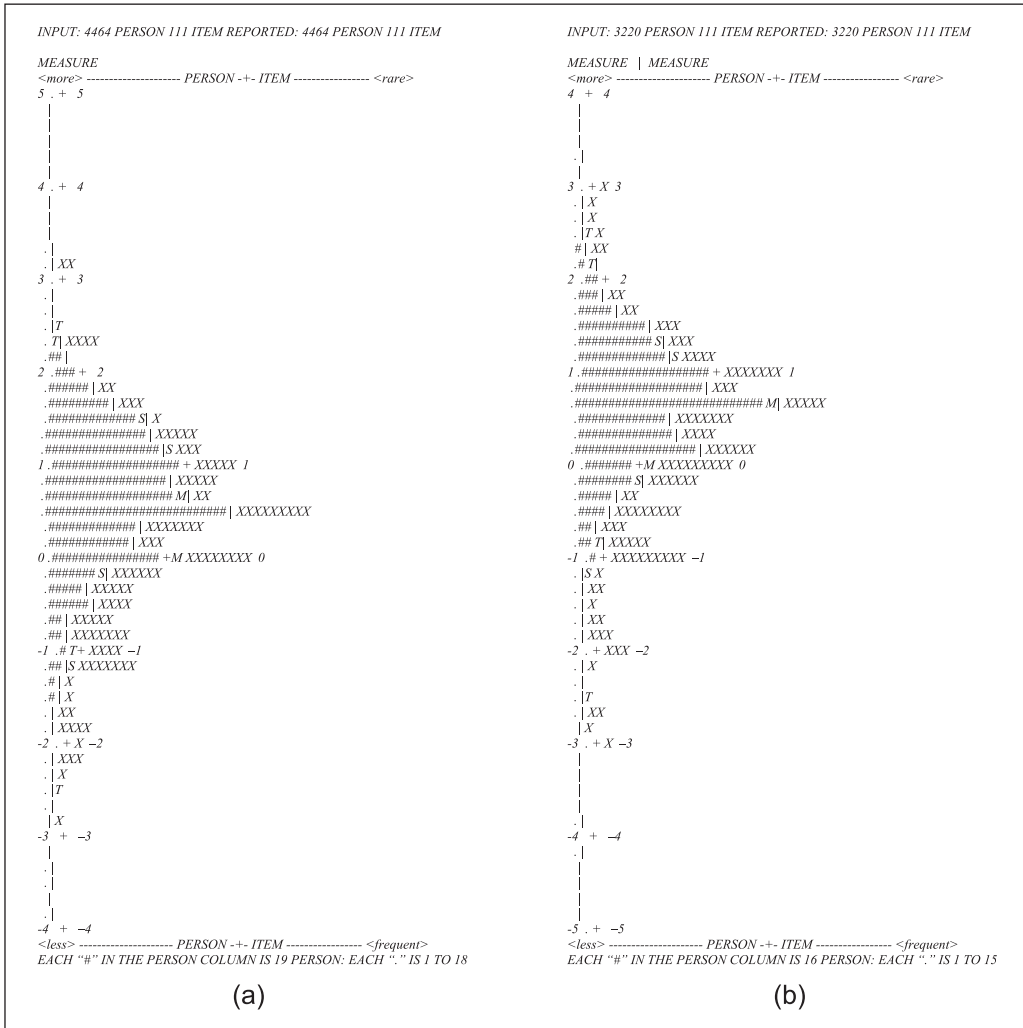 INPUT: 4464 PERSON 111 ITEM REPORTED: 4464 PERSON 111 ITEM
MEASURE
<more> --------------------- PERSON -+- ITEM ----------------- <rare>
5 . + 5
|
|
|
|
|
4 . + 4
|
|
|
. |
. | XX
3 . + 3
. |
. |
. |T
. T| XXXX
.## |
2 .### + 2
.###### | XX
.######### | XXX
.############# S| X
.############### | XXXXX
.################# |S XXX
1 .################### + XXXXX 1
.################## | XXXXX
.################### M| XX
.########################### | XXXXXXXXX
.############# | XXXXXXX
.############ | XXX
0 .################ +M XXXXXXXX 0
.####### S| XXXXXX
.##### | XXXXX
.###### | XXXX
.## | XXXXX
.## | XXXXXXX
-1 .# T+ XXXX –1
.## |S XXXXXXX
.# | X
.# | X
. | XX
. | XXXX
-2 . + X –2
. | XXX
. | X
. |T
. |
| X
-3 + –3
|
. |
. |
|
. |
-4 + –4
<less> --------------------- PERSON -+- ITEM ----------------- <frequent>
EACH “#” IN THE PERSON COLUMN IS 19 PERSON: EACH “.” IS 1 TO 18
(a)
INPUT: 3220 PERSON 111 ITEM REPORTED: 3220 PERSON 111 ITEM
MEASURE | MEASURE
<more> --------------------- PERSON -+- ITEM ----------------- <rare>
4 + 4
|
|
|
. |
|
3 . + X 3
. | X
. | X
. |T X
# | XX
.# T|
2 .## + 2
.### | XX
.##### | XX
.########## | XXX
.########### S| XXX
.############# |S XXXX
1 .################### + XXXXXXX 1
.################## | XXX
.############################ M| XXXXX
.############# | XXXXXXX
.############## | XXXX
.################## | XXXXXX
0 .####### +M XXXXXXXXX 0
.######## S| XXXXXX
.##### | XX
.#### | XXXXXXXX
.## | XXX
.## T| XXXXX
-1 .# + XXXXXXXXX –1
. |S X
. | XX
. | X
. | XX
. | XXX
-2 . + XXX –2
. | X
. |
. |T
. | XX
| X
-3 . + X –3
|
|
|
|
. |
-4 + –4
. |
|
|
|
|
-5 . + –5
<less> --------------------- PERSON -+- ITEM ----------------- <frequent>
EACH “#” IN THE PERSON COLUMN IS 16 PERSON: EACH “.” IS 1 TO 15
(b)